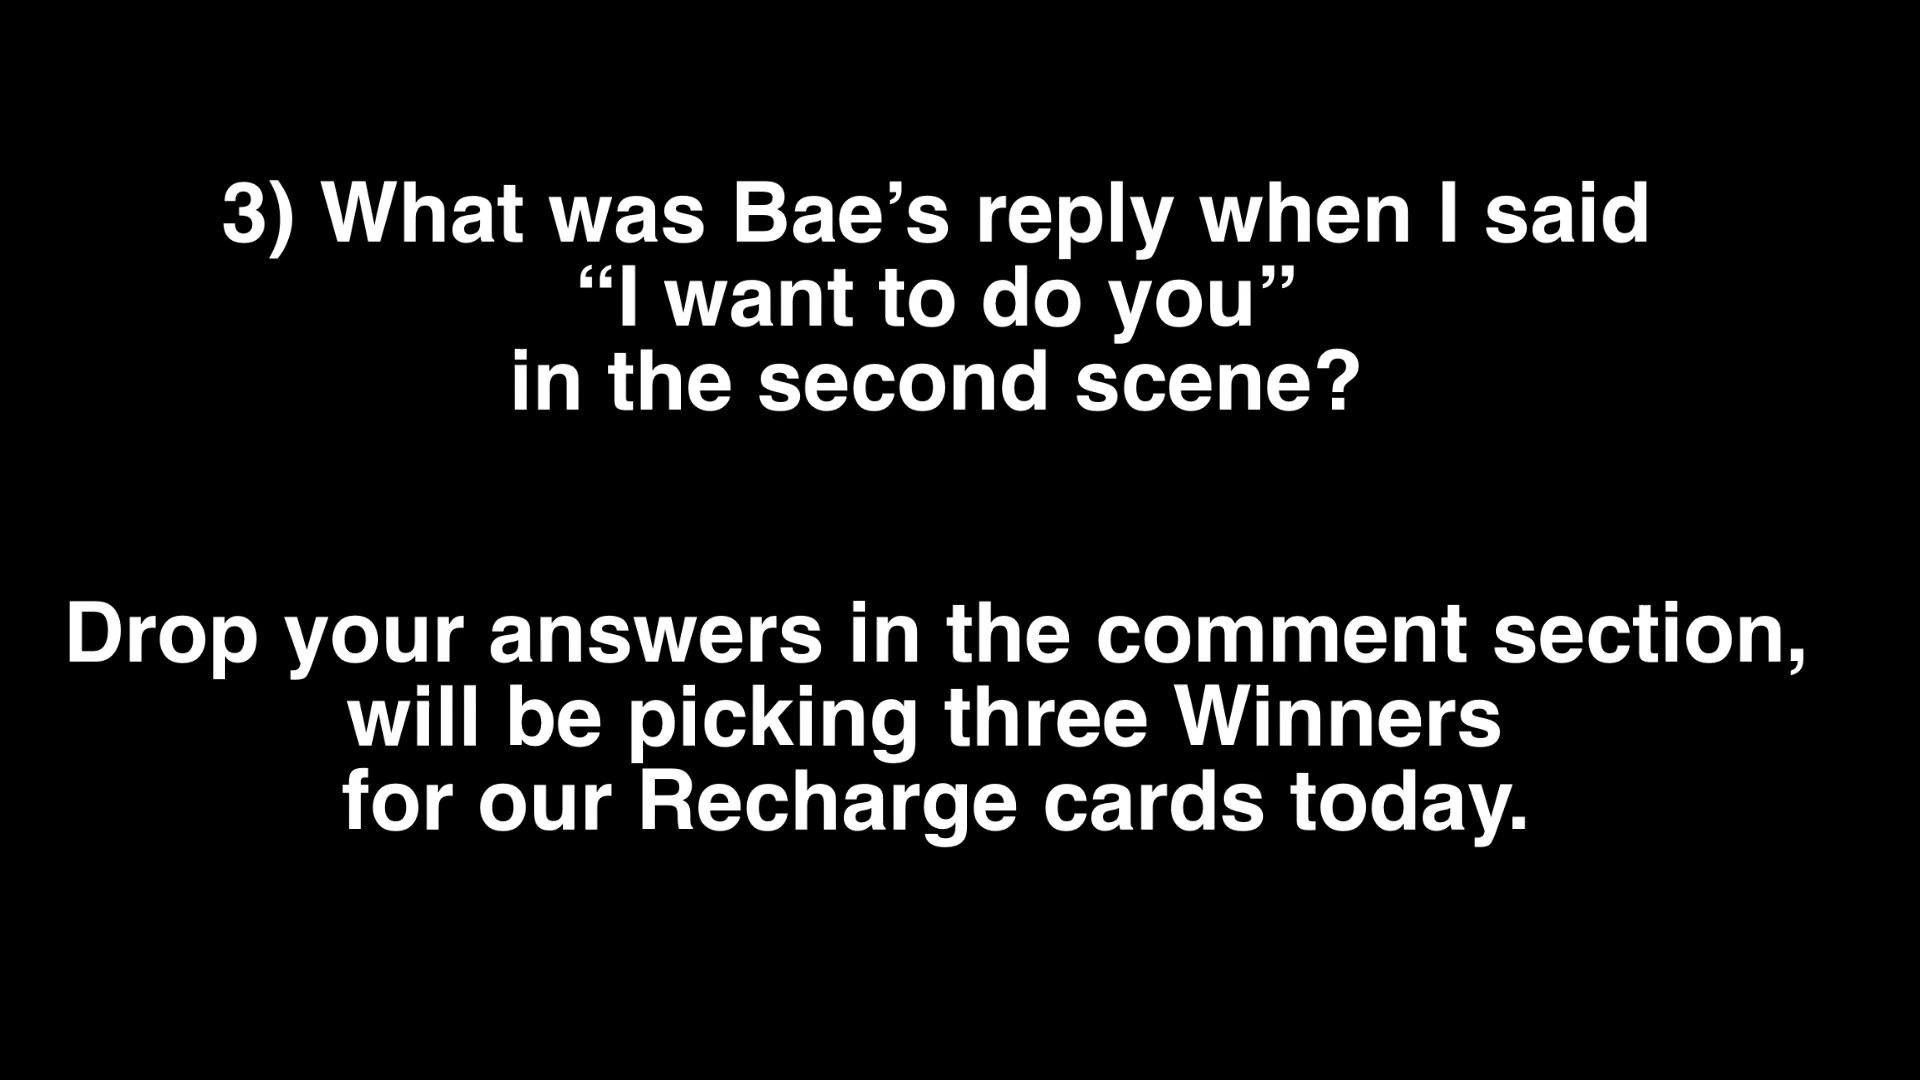 3) What was Bae’s reply when I said
“I want to do you”
in the second scene?
Drop your answers in the comment section,
will be picking three Winners
for our Recharge cards today.